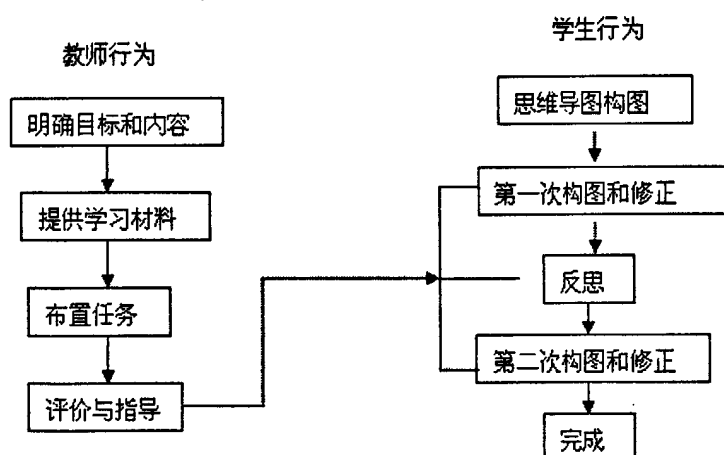 教师行为
明确目标和内容
提供学习材料
布置任务
评价与指导
学生行为
思维导图构图
第一次构图和修正
反思
第二次构图和修正
完成